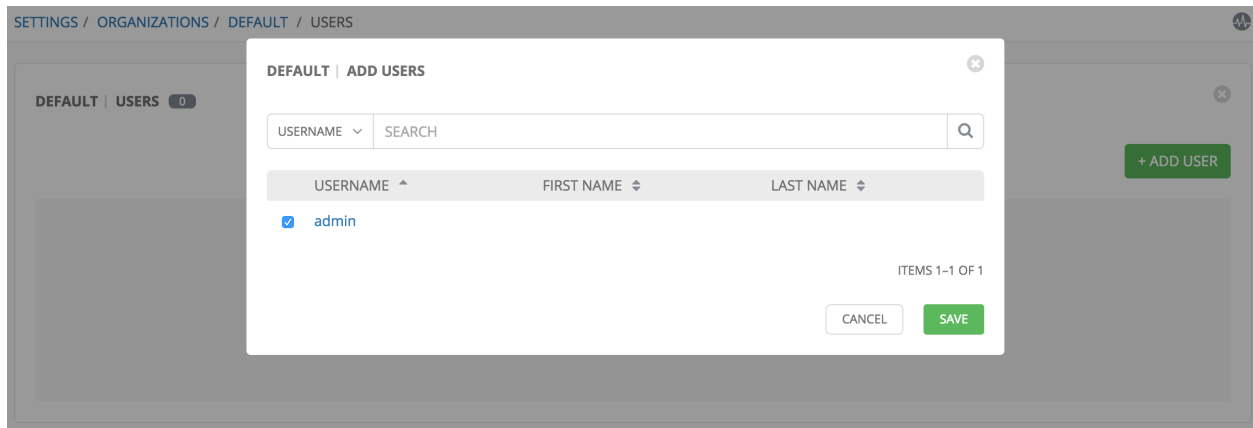 SETTINGS / ORGANIZATIONS / DEFAULT / USERS
DEFAULT | USERS 0
+ ADD USER
DEFAULT | ADD USERS
USERNAME SEARCH
USERNAME FIRST NAME LAST NAME
admin
ITEMS 1–1 OF 1
CANCEL SAVE